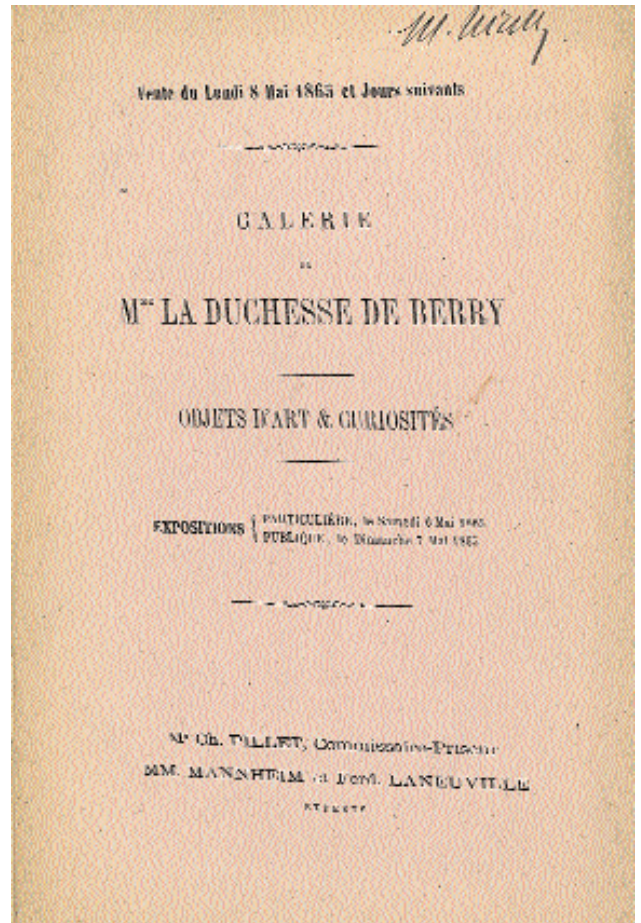 Vente du Lundi 8 Mai 1865 et Jours suivants
GALERIE
DE
Mme LA DUCHESSE DE BERRY
OBJETS D'ART & CURIOSITÉS
EXPOSITIONS { PARTICULIÈRE, le Samedi 6 Mai 1865
PUBLIQUE, le Dimanche 7 Mai 1865
Me Ch. PILLET, Commissaire-Priseur
MM. MANNHEIM et Ferd. LANEUVILLE
EXPERTS